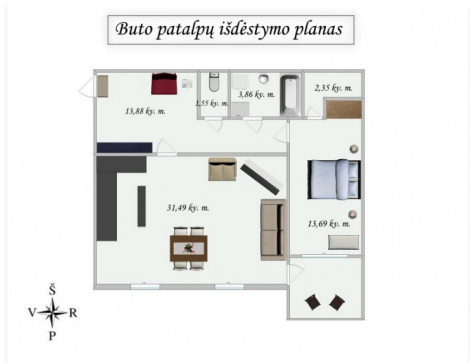 Buto patalpų išdėstymo planas
13,88 kv. m.
1,55 kv. m.
3,86 kv. m.
2,35 kv. m.
31,49 kv. m.
13,69 kv. m.
Š
V R
P